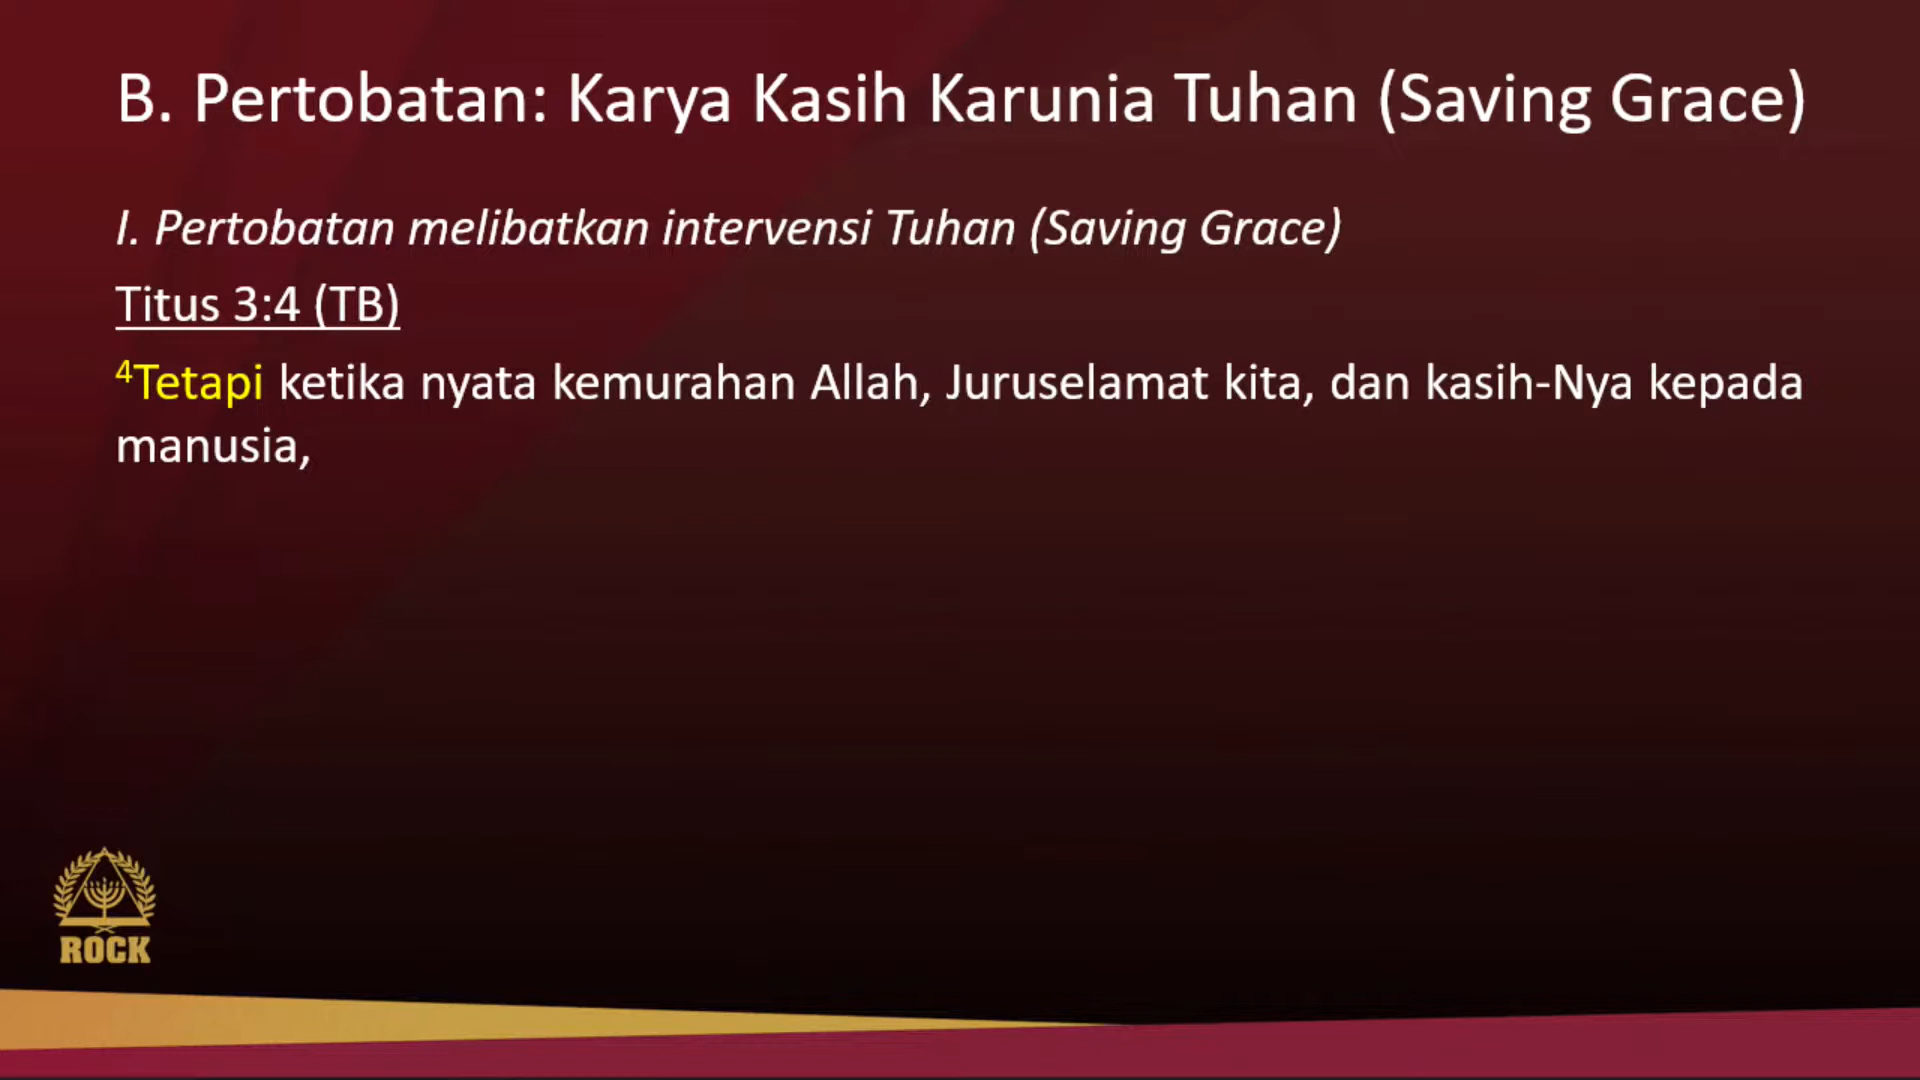 B. Pertobatan: Karya Kasih Karunia Tuhan (Saving Grace)
I. Pertobatan melibatkan intervensi Tuhan (Saving Grace)
Titus 3:4 (TB)
⁴Tetapi ketika nyata kemurahan Allah, Juruselamat kita, dan kasih-Nya kepada
manusia,
ROCK